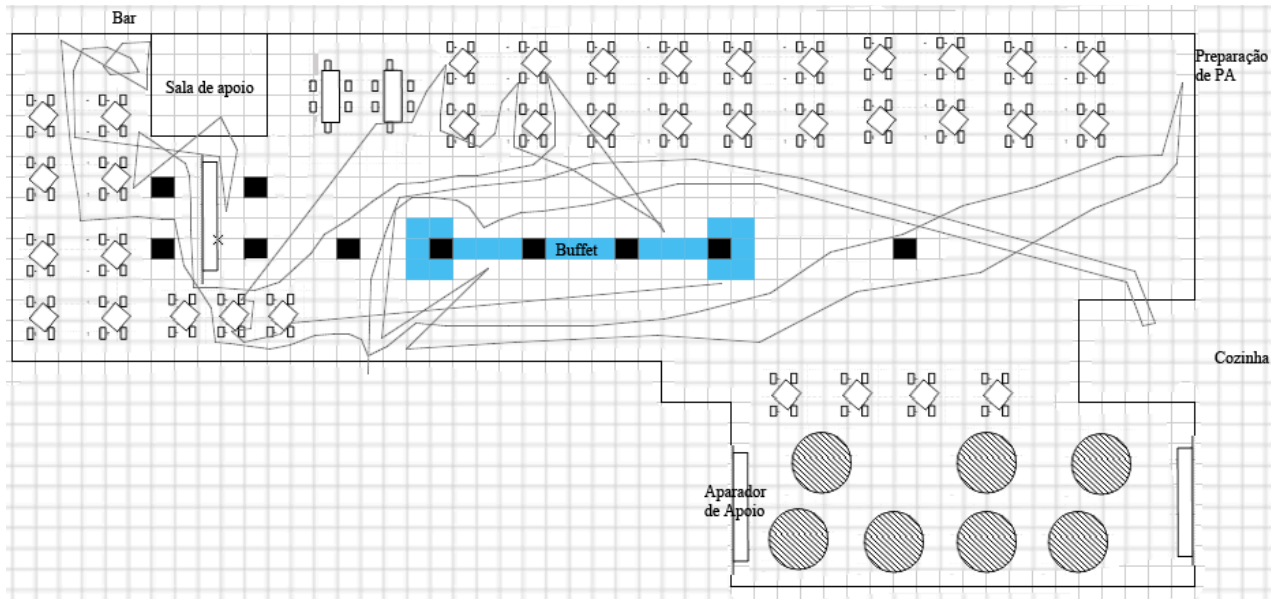 Bar
Sala de apoio
Preparação
de PA
Buffet
Cozinha
Aparador
de Apoio